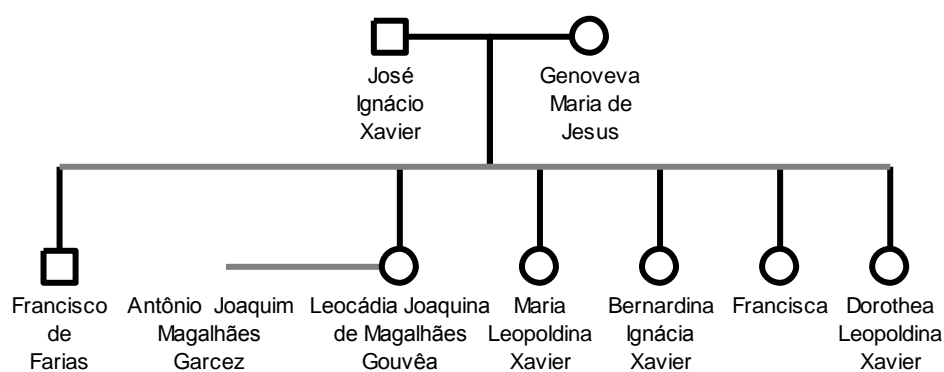 José
Ignácio
Xavier
Genoveva
Maria de
Jesus
Francisco
de
Farias
Antônio Joaquim
Magalhães
Garcez
Leocádia Joaquina
de Magalhães
Gouvêa
Maria
Leopoldina
Xavier
Bernardina
Ignácia
Xavier
Francisca
Dorothea
Leopoldina
Xavier